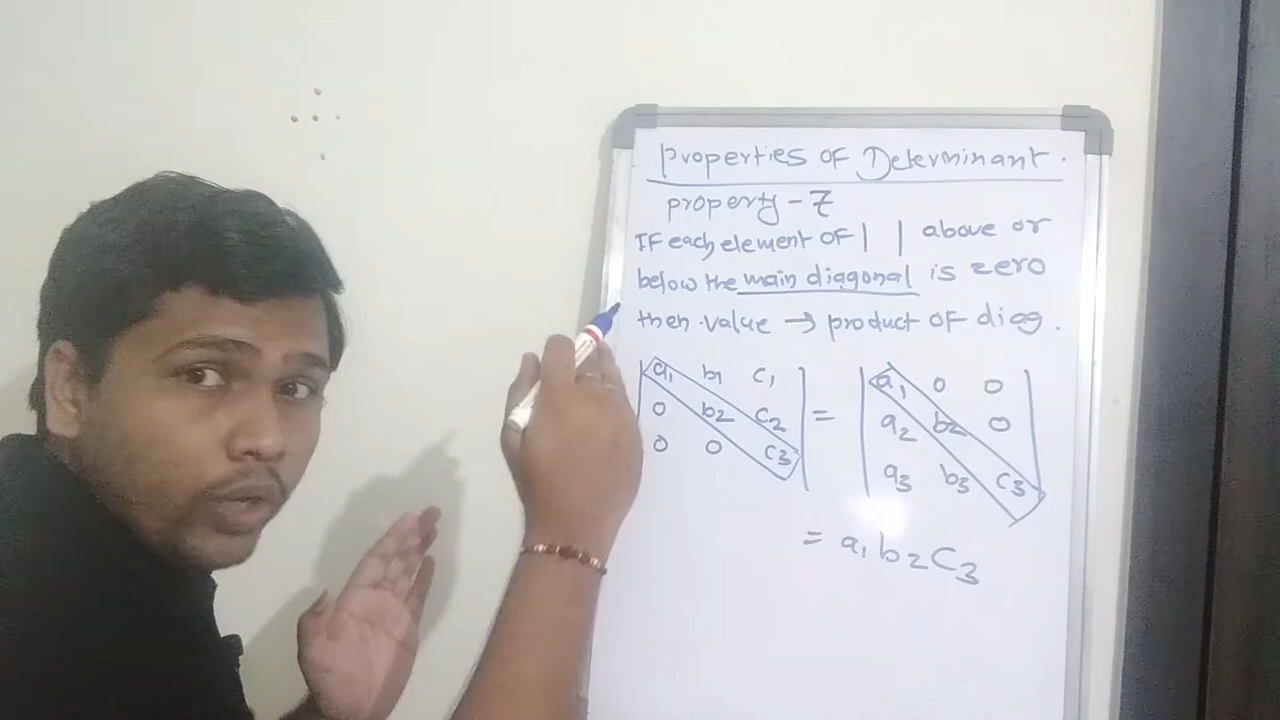 Properties OF Determinant.
property - 7
IF each element OF | | above or
below the main diagonal is zero
then value → product OF diag.
| a₁ b₁ c₁ | = | a₁ 0 0 |
| 0 b₂ c₂ | | a₂ b₂ 0 |
| 0 0 c₃ | | a₃ b₃ c₃ |
= a₁ b₂ c₃